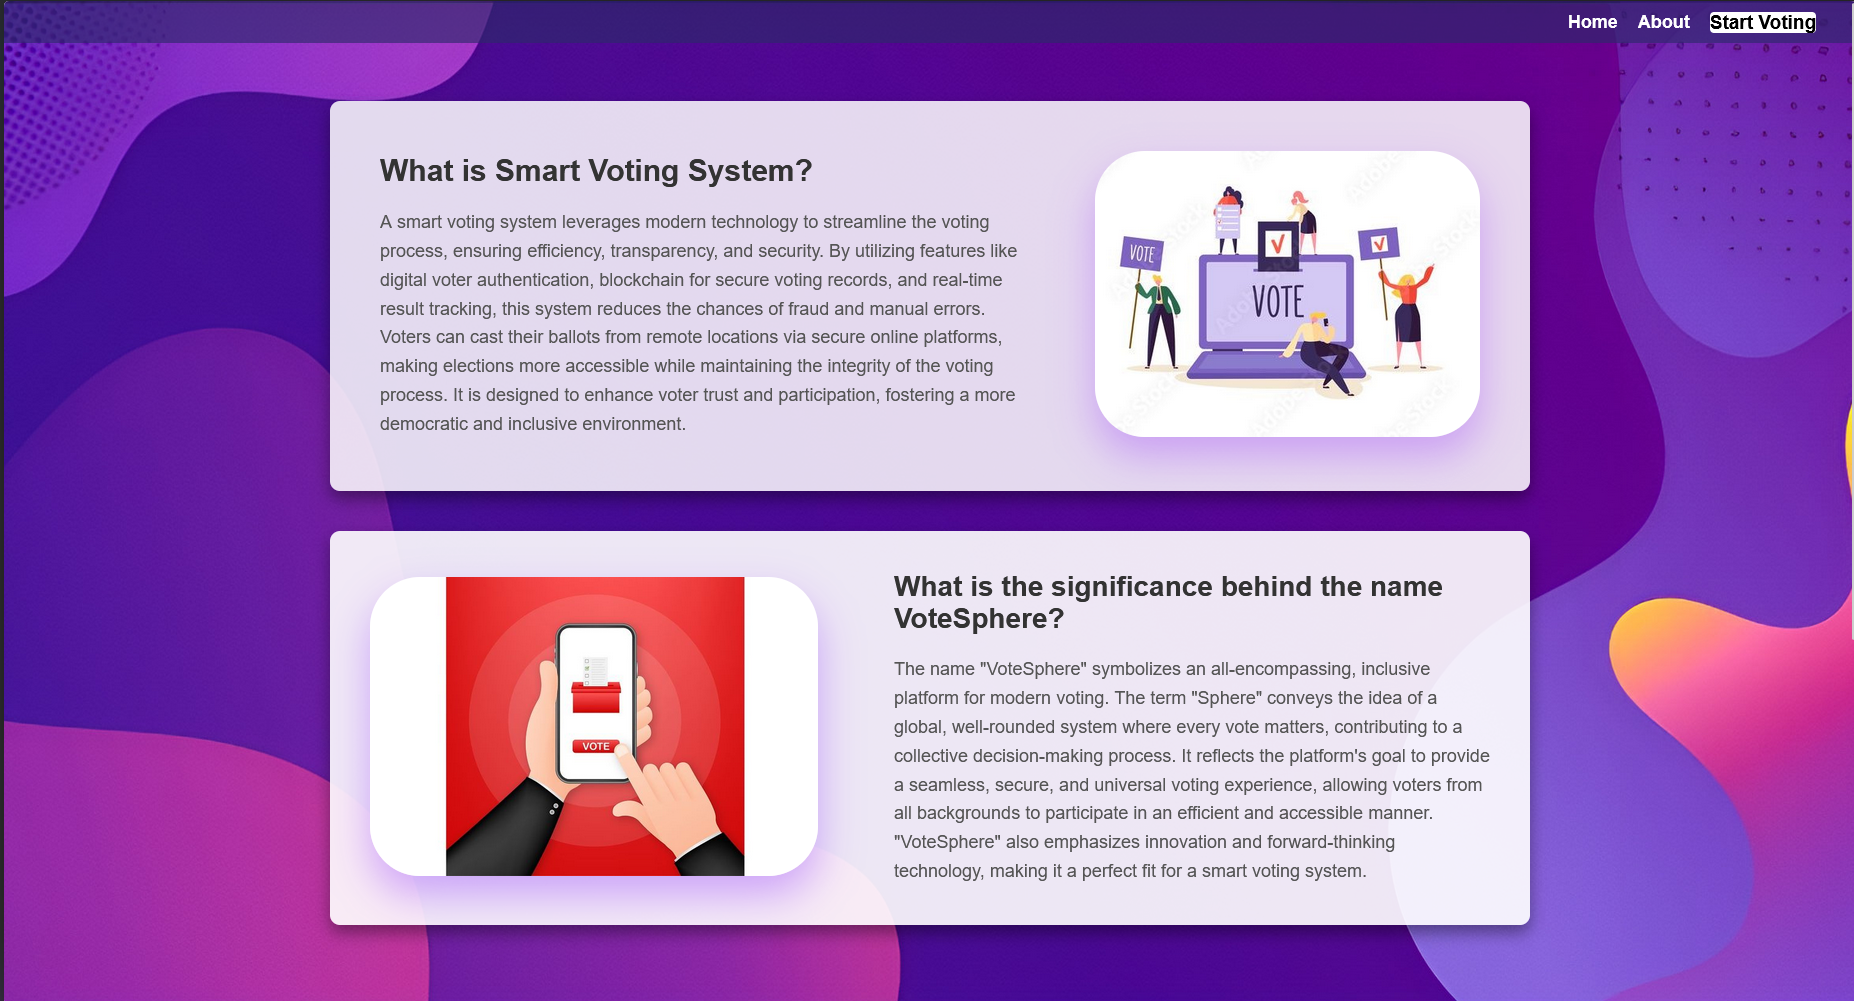 Home About Start Voting
What is Smart Voting System?
A smart voting system leverages modern technology to streamline the voting
process, ensuring efficiency, transparency, and security. By utilizing features like
digital voter authentication, blockchain for secure voting records, and real-time
result tracking, this system reduces the chances of fraud and manual errors.
Voters can cast their ballots from remote locations via secure online platforms,
making elections more accessible while maintaining the integrity of the voting
process. It is designed to enhance voter trust and participation, fostering a more
democratic and inclusive environment.
VOTE
VOTE
What is the significance behind the name
VoteSphere?
The name "VoteSphere" symbolizes an all-encompassing, inclusive
platform for modern voting. The term "Sphere" conveys the idea of a
global, well-rounded system where every vote matters, contributing to a
collective decision-making process. It reflects the platform's goal to provide
a seamless, secure, and universal voting experience, allowing voters from
all backgrounds to participate in an efficient and accessible manner.
"VoteSphere" also emphasizes innovation and forward-thinking
technology, making it a perfect fit for a smart voting system.
VOTE